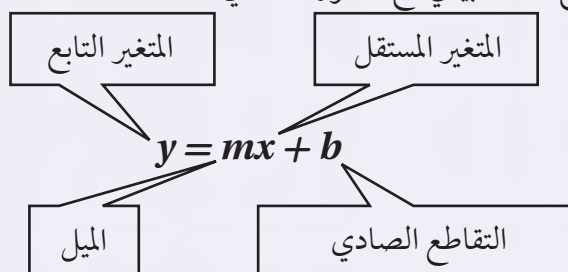 المتغير المستقل
المتغير التابع
y = mx + b
التقاطع الصادي
الميل